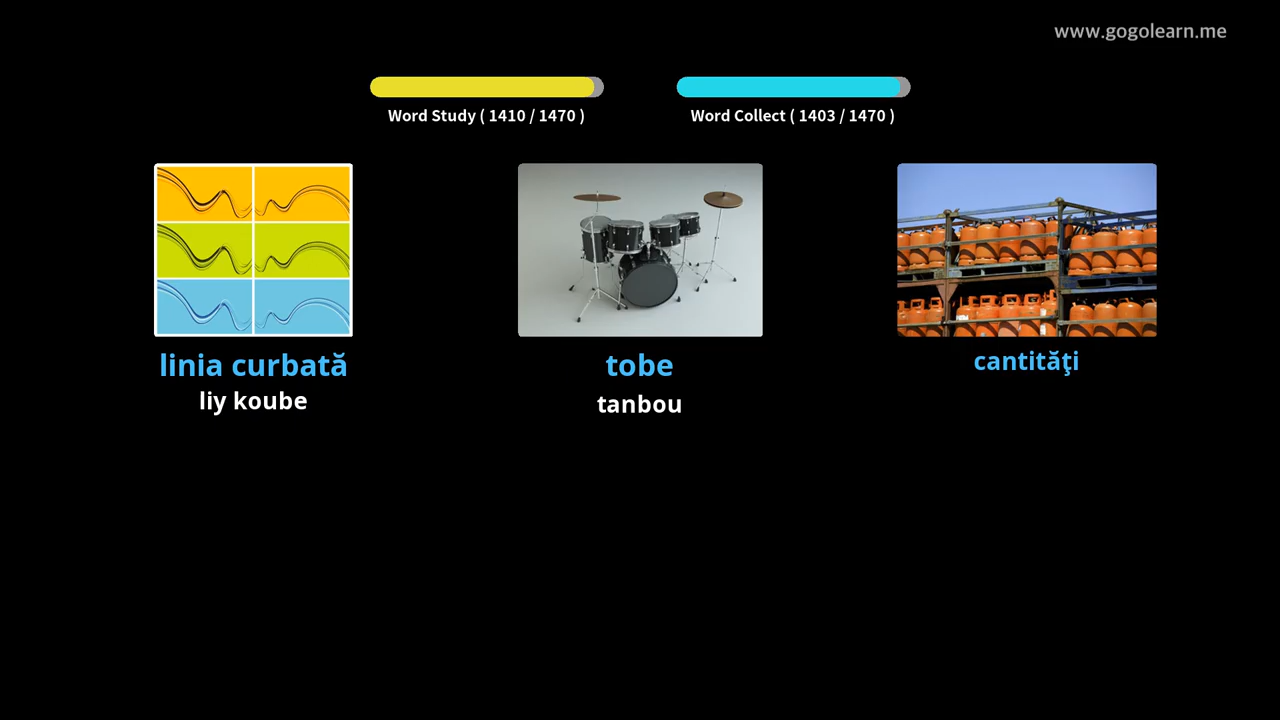 www.gogolearn.me
Word Study ( 1410 / 1470 )
Word Collect ( 1403 / 1470 )
linia curbată
liy koube
tobe
tanbou
cantităţi